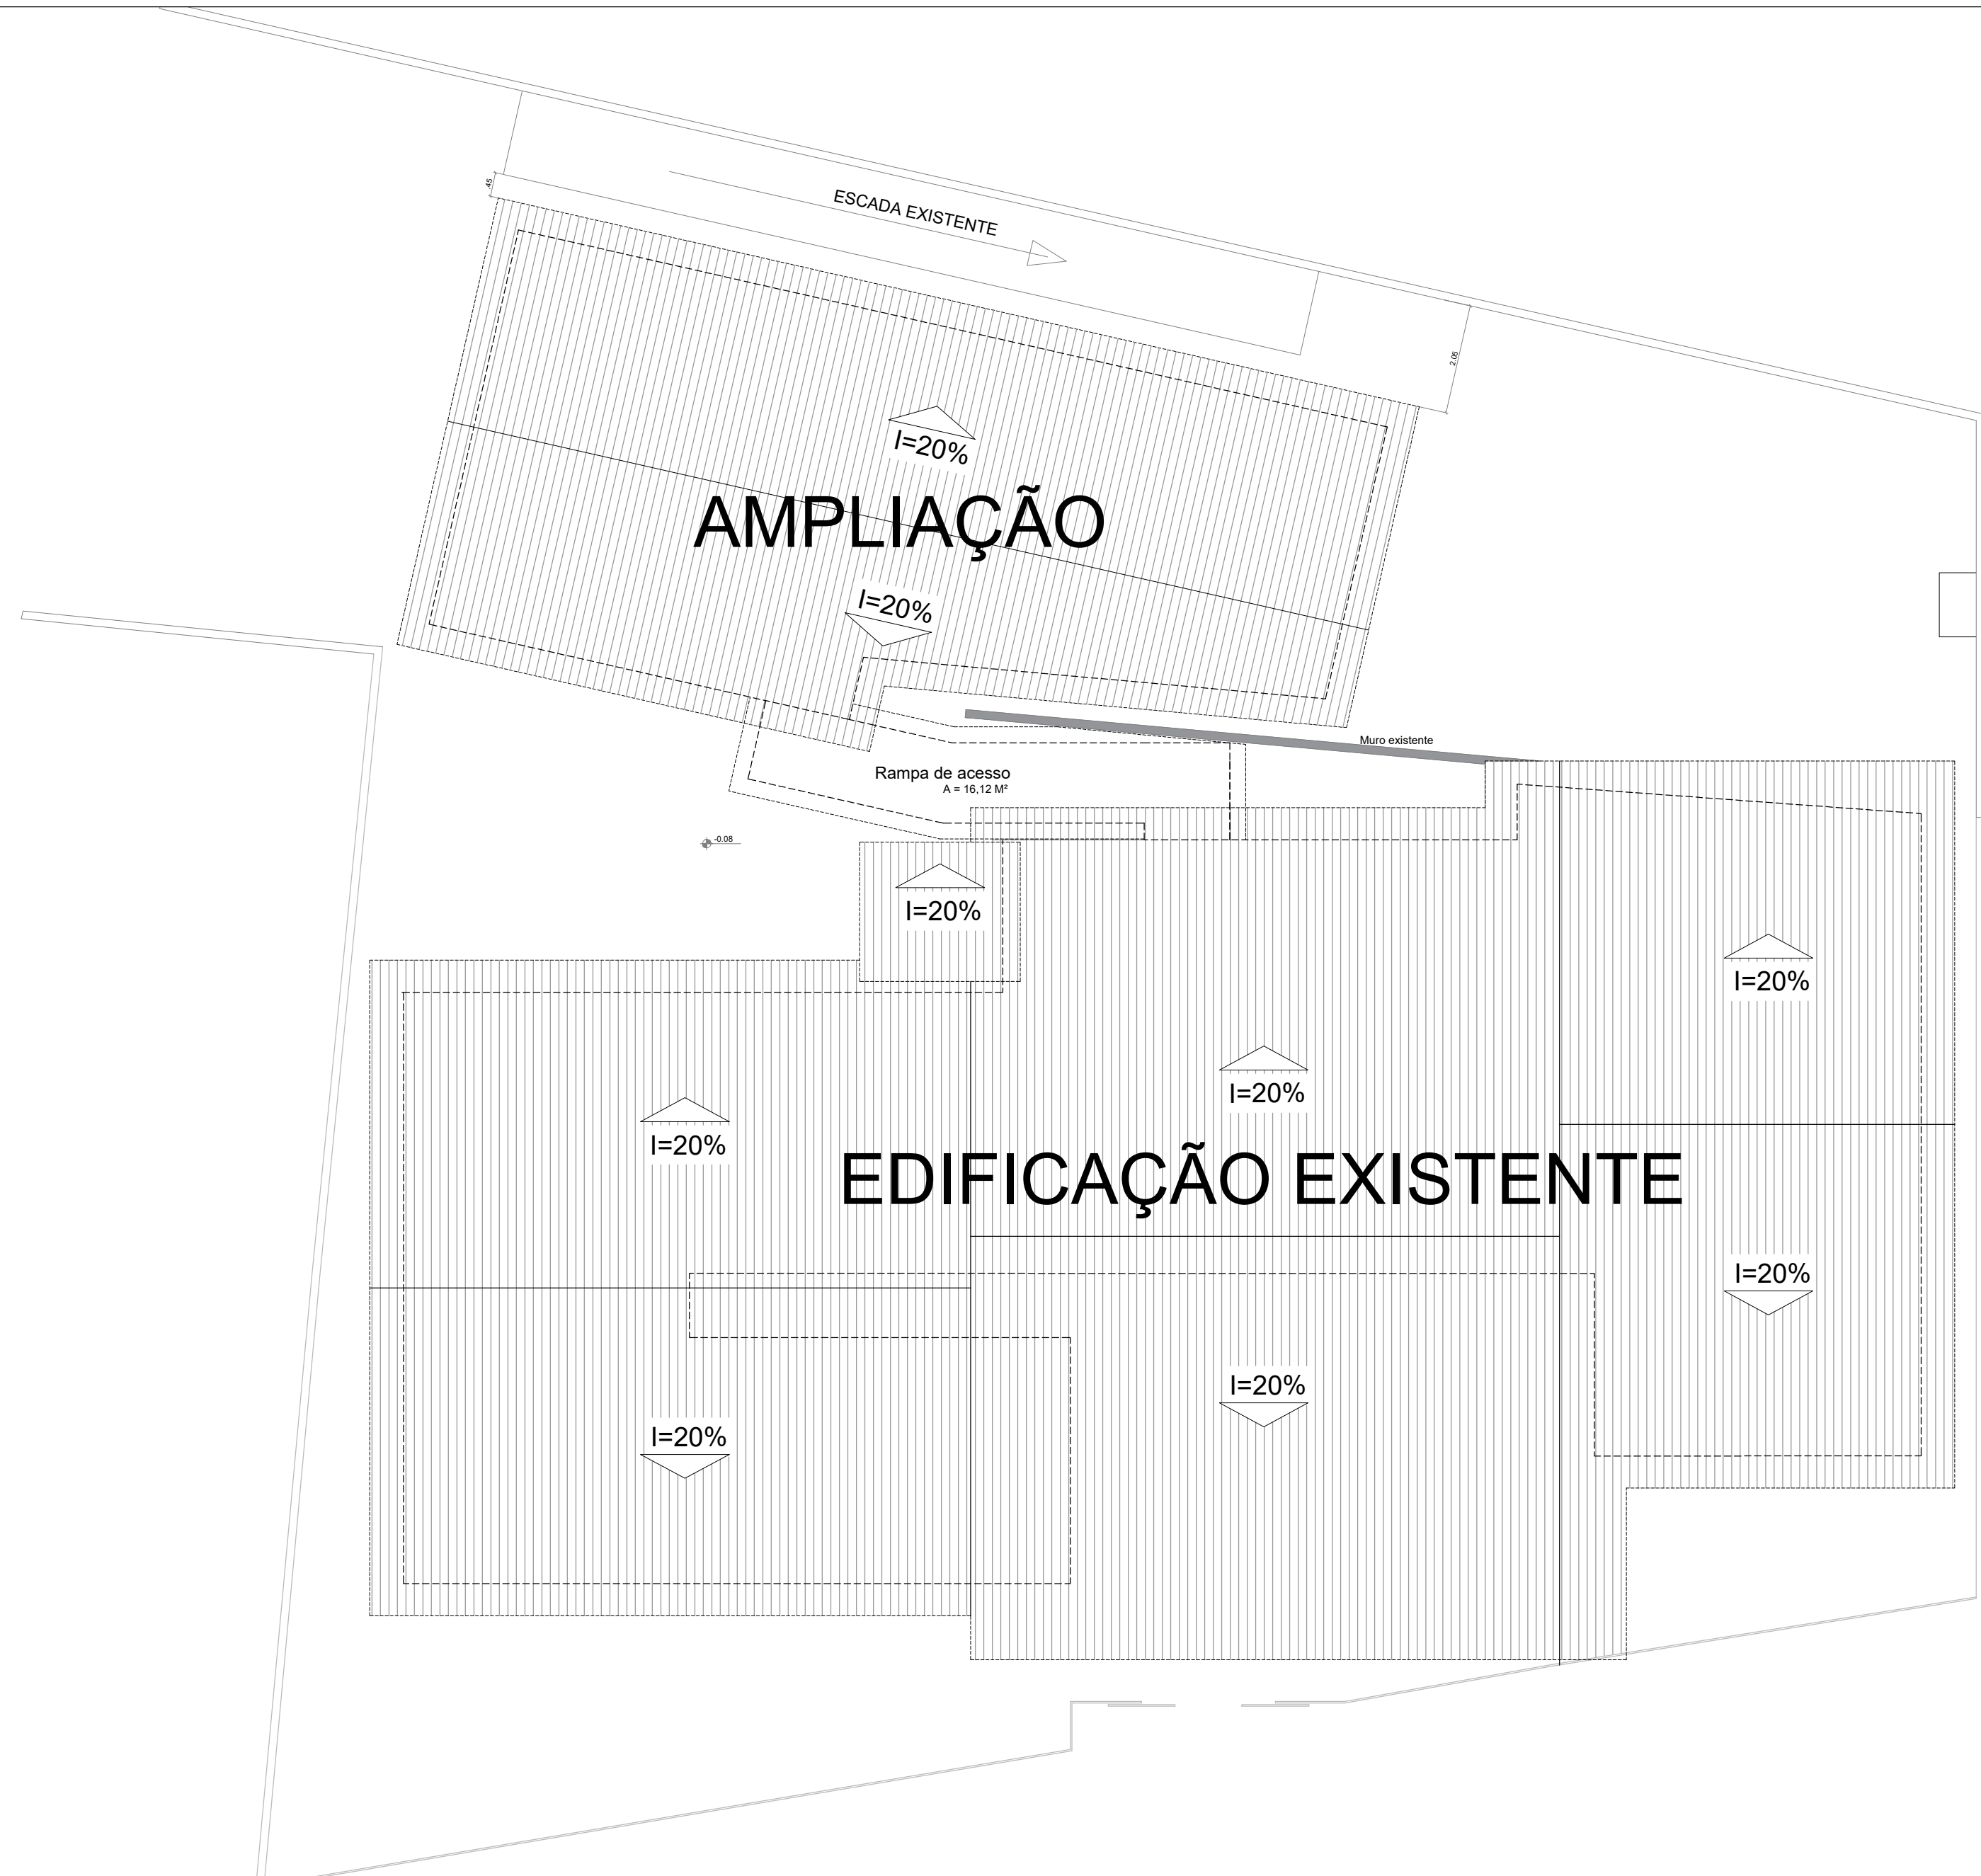 .45
ESCADA EXISTENTE
2.05
I=20%
AMPLIAÇÃO
I=20%
Muro existente
Rampa de acesso
A = 16,12 M²
-0.08
I=20%
I=20%
I=20%
I=20%
EDIFICAÇÃO EXISTENTE
I=20%
I=20%
I=20%